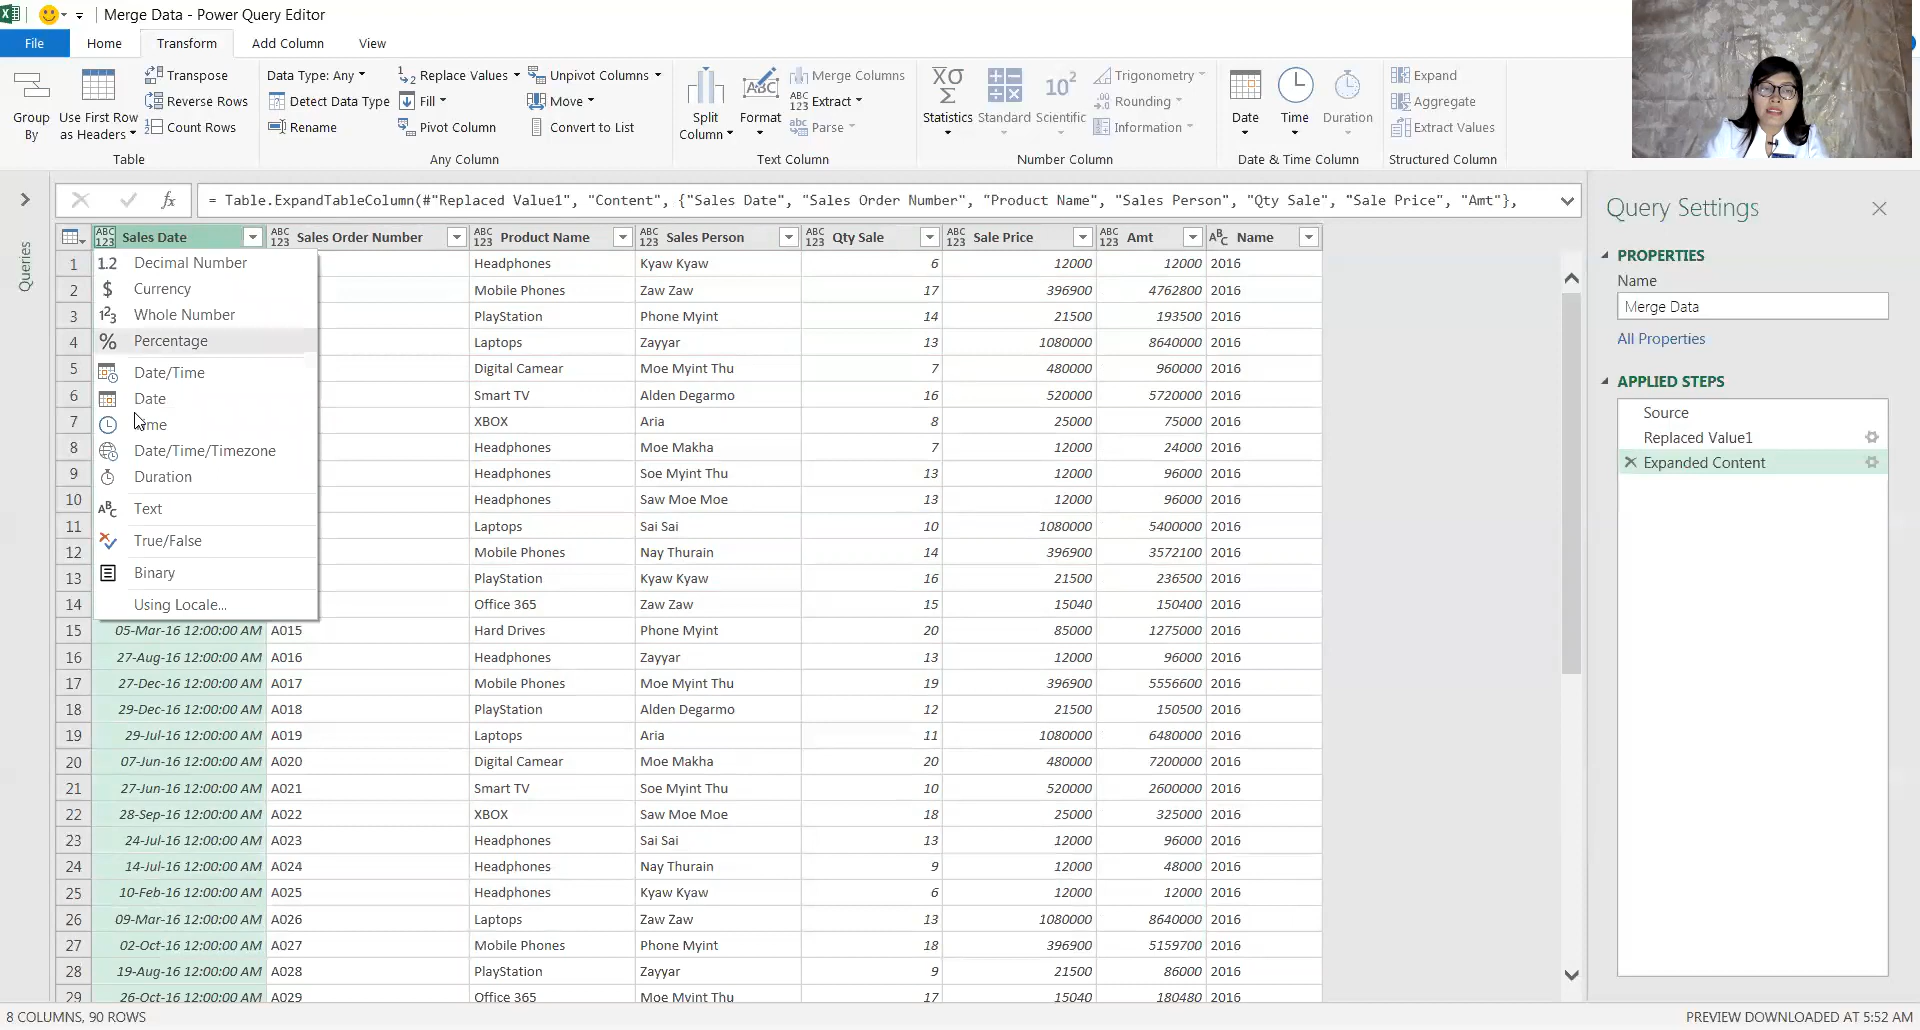 Merge Data - Power Query Editor
File Home Transform Add Column View
Group By
Use First Row as Headers
Transpose
Reverse Rows
Count Rows
Table
Data Type: Any
Detect Data Type
Rename
Replace Values
Fill
Pivot Column
Unpivot Columns
Move
Convert to List
Any Column
Split Column
Format
Merge Columns
Extract
Parse
Text Column
Statistics
Standard
Scientific
Trigonometry
Rounding
Information
Number Column
Date
Time
Duration
Date & Time Column
Expand
Aggregate
Extract Values
Structured Column
Queries
= Table.ExpandTableColumn(#"Replaced Value1", "Content", {"Sales Date", "Sales Order Number", "Product Name", "Sales Person", "Qty Sale", "Sale Price", "Amt"},
Sales Date Sales Order Number Product Name Sales Person Qty Sale Sale Price Amt Name
1.2 Decimal Number
$ Currency
123 Whole Number
% Percentage
Date/Time
Date
Date/Time/Timezone
Duration
ABC Text
True/False
Binary
Using Locale...
1 Headphones Kyaw Kyaw 6 12000 12000 2016
2 Mobile Phones Zaw Zaw 17 396900 4762800 2016
3 PlayStation Phone Myint 14 21500 193500 2016
4 Laptops Zayyar 13 1080000 8640000 2016
5 Digital Camear Moe Myint Thu 7 480000 960000 2016
6 Smart TV Alden Degarmo 16 520000 5720000 2016
7 XBOX Aria 8 25000 75000 2016
8 Headphones Moe Makha 7 12000 24000 2016
9 Headphones Soe Myint Thu 13 12000 96000 2016
10 Headphones Saw Moe Moe 13 12000 96000 2016
11 Laptops Sai Sai 10 1080000 5400000 2016
12 Mobile Phones Nay Thurain 14 396900 3572100 2016
13 PlayStation Kyaw Kyaw 16 21500 236500 2016
14 Office 365 Zaw Zaw 15 15040 150400 2016
15 05-Mar-16 12:00:00 AM A015 Hard Drives Phone Myint 20 85000 1275000 2016
16 27-Aug-16 12:00:00 AM A016 Headphones Zayyar 13 12000 96000 2016
17 27-Dec-16 12:00:00 AM A017 Mobile Phones Moe Myint Thu 19 396900 5556600 2016
18 29-Dec-16 12:00:00 AM A018 PlayStation Alden Degarmo 12 21500 150500 2016
19 29-Jul-16 12:00:00 AM A019 Laptops Aria 11 1080000 6480000 2016
20 07-Jun-16 12:00:00 AM A020 Digital Camear Moe Makha 20 480000 7200000 2016
21 27-Jun-16 12:00:00 AM A021 Smart TV Soe Myint Thu 10 520000 2600000 2016
22 28-Sep-16 12:00:00 AM A022 XBOX Saw Moe Moe 18 25000 325000 2016
23 24-Jul-16 12:00:00 AM A023 Headphones Sai Sai 13 12000 96000 2016
24 14-Jul-16 12:00:00 AM A024 Headphones Nay Thurain 9 12000 48000 2016
25 10-Feb-16 12:00:00 AM A025 Headphones Kyaw Kyaw 6 12000 12000 2016
26 09-Mar-16 12:00:00 AM A026 Laptops Zaw Zaw 13 1080000 8640000 2016
27 02-Oct-16 12:00:00 AM A027 Mobile Phones Phone Myint 18 396900 5159700 2016
28 19-Aug-16 12:00:00 AM A028 PlayStation Zayyar 9 21500 86000 2016
29 26-Oct-16 12:00:00 AM A029 Office 365 Moe Myint Thu 17 15040 180480 2016
Query Settings
PROPERTIES
Name
Merge Data
All Properties
APPLIED STEPS
Source
Replaced Value1
Expanded Content
8 COLUMNS, 90 ROWS
PREVIEW DOWNLOADED AT 5:52 AM